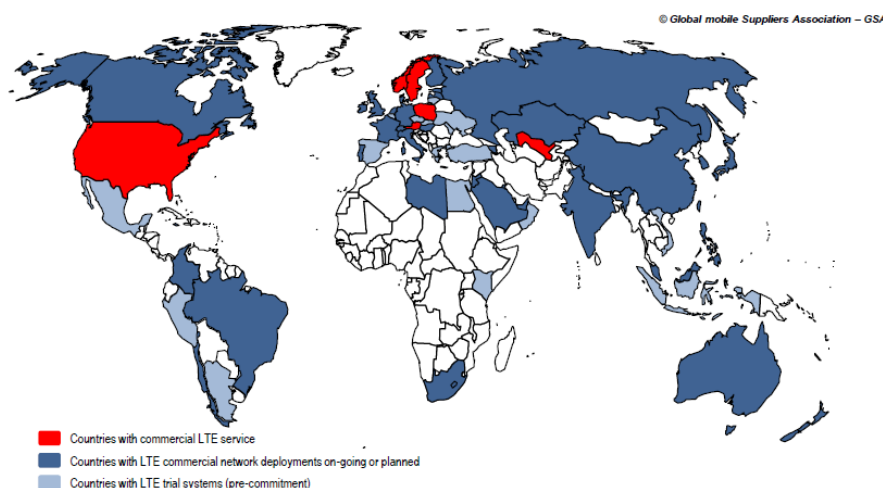 © Global mobile Suppliers Association – GSA
Countries with commercial LTE service
Countries with LTE commercial network deployments on-going or planned
Countries with LTE trial systems (pre-commitment)